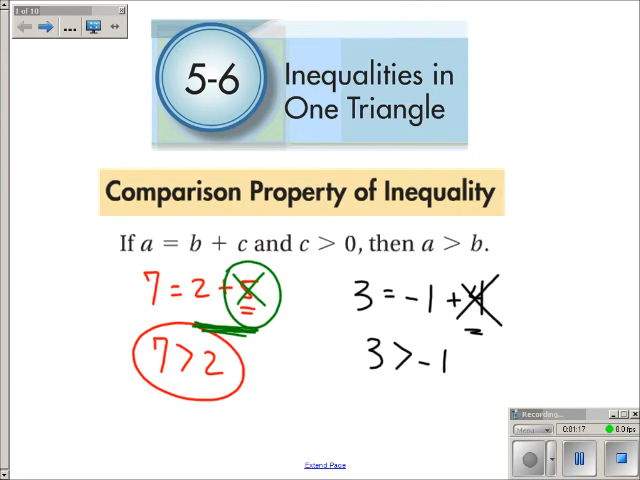 1 of 10
5-6
Inequalities in
One Triangle
Comparison Property of Inequality
If a = b + c and c > 0, then a > b.
7 = 2 + 5
3 = -1 + 4
7 > 2
3 > -1
Extend Page
Recording...
Menu
0:01:17
0.0 fps